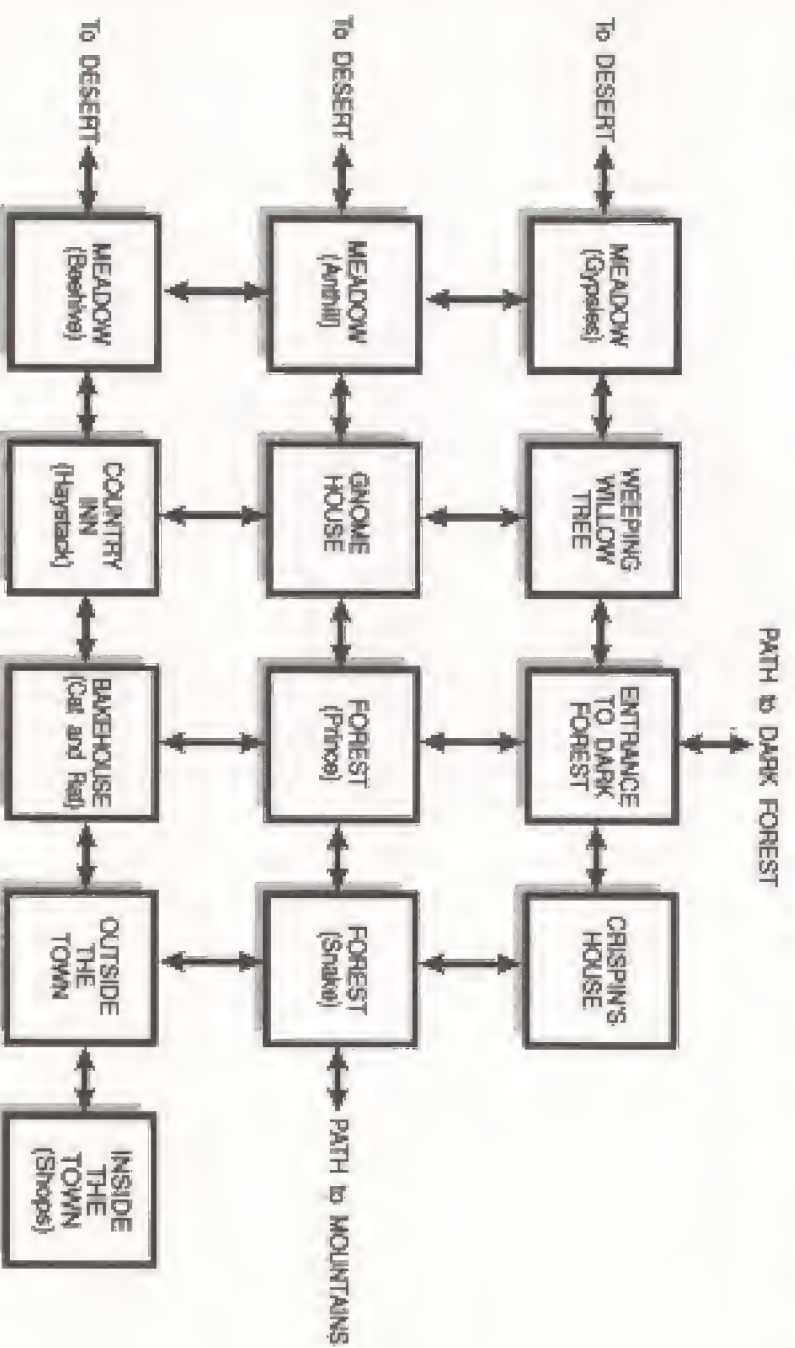 PATH to DARK FOREST
To DESERT
MEADOW
(Gypsies)
WEEPING
WILLOW
TREE
ENTRANCE
TO DARK
FOREST
CRISPIN'S
HOUSE
To DESERT
MEADOW
(Anthill)
GNOME
HOUSE
FOREST
(Prince)
FOREST
(Snake)
PATH to MOUNTAINS
To DESERT
MEADOW
(Beehive)
COUNTRY
INN
(Haystack)
BAKEHOUSE
(Cat and Rat)
OUTSIDE
THE
TOWN
INSIDE
THE
TOWN
(Shops)